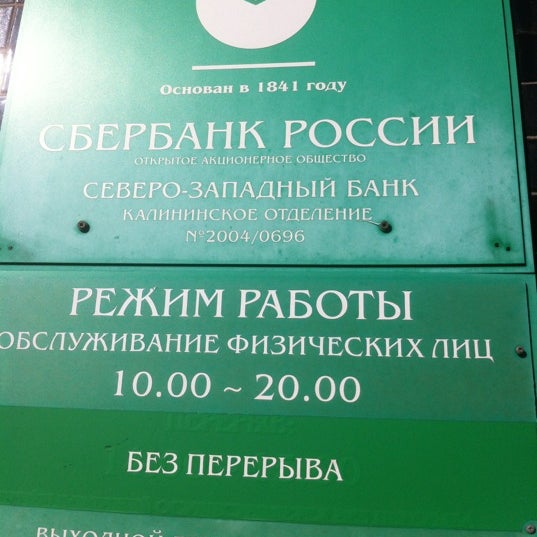 Основан в 1841 году
СБЕРБАНК РОССИИ
ОТКРЫТОЕ АКЦИОНЕРНОЕ ОБЩЕСТВО
СЕВЕРО-ЗАПАДНЫЙ БАНК
КАЛИНИНСКОЕ ОТДЕЛЕНИЕ
№2004/0696
РЕЖИМ РАБОТЫ
ОБСЛУЖИВАНИЕ ФИЗИЧЕСКИХ ЛИЦ
10.00 ~ 20.00
БЕЗ ПЕРЕРЫВА
ВЫХОДНОЙ